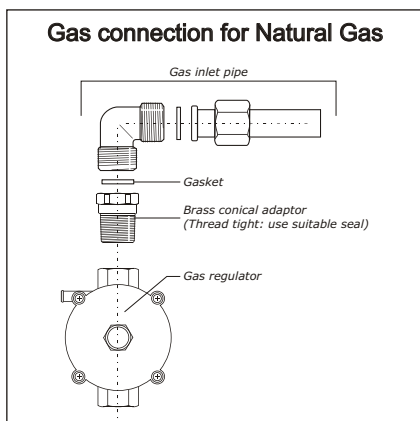 Gas connection for Natural Gas
Gas inlet pipe
Gasket
Brass conical adaptor
(Thread tight: use suitable seal)
Gas regulator